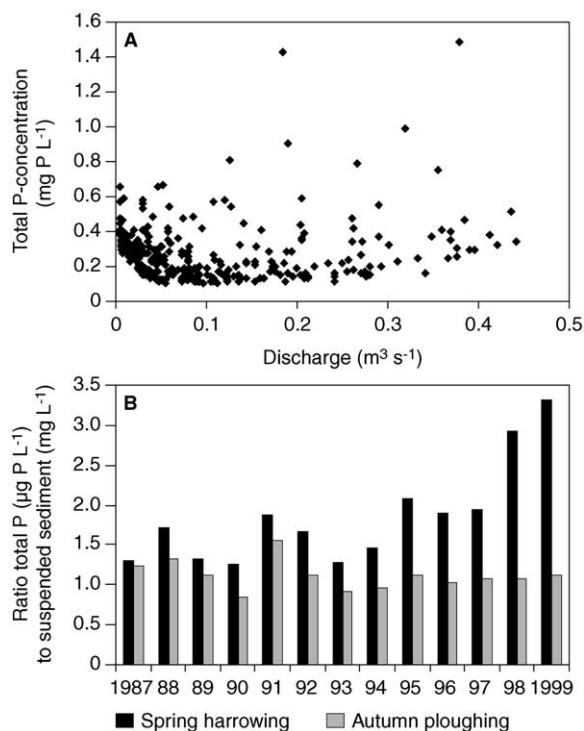 A
Total P-concentration
(mg P L-1)
1.6
1.4
1.2
1.0
0.8
0.6
0.4
0.2
0
0 0.1 0.2 0.3 0.4 0.5
Discharge (m³ s-1)
B
Ratio total P (µg P L-1)
to suspended sediment (mg L-1)
3.5
3.0
2.5
2.0
1.5
1.0
0.5
0
1987 88 89 90 91 92 93 94 95 96 97 98 1999
Spring harrowing Autumn ploughing